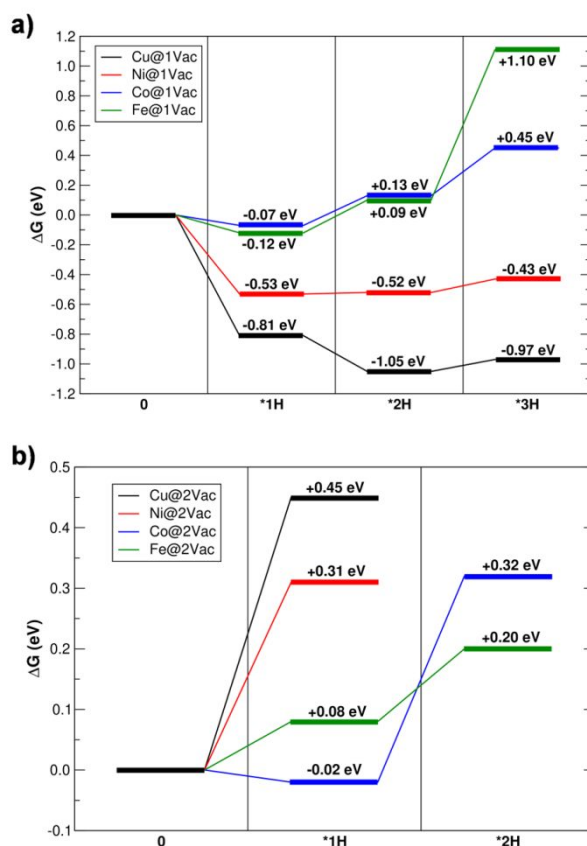 a)
1.2
1.0
0.8
0.6
0.4
0.2
0.0
-0.2
-0.4
-0.6
-0.8
-1.0
-1.2
ΔG (eV)
Cu@1Vac
Ni@1Vac
Co@1Vac
Fe@1Vac
+1.10 eV
+0.45 eV
+0.13 eV
+0.09 eV
-0.07 eV
-0.12 eV
-0.53 eV
-0.52 eV
-0.43 eV
-0.81 eV
-1.05 eV
-0.97 eV
0 *1H *2H *3H
b)
0.5
0.4
0.3
0.2
0.1
0.0
-0.1
ΔG (eV)
Cu@2Vac
Ni@2Vac
Co@2Vac
Fe@2Vac
+0.45 eV
+0.31 eV
+0.32 eV
+0.20 eV
+0.08 eV
-0.02 eV
0 *1H *2H